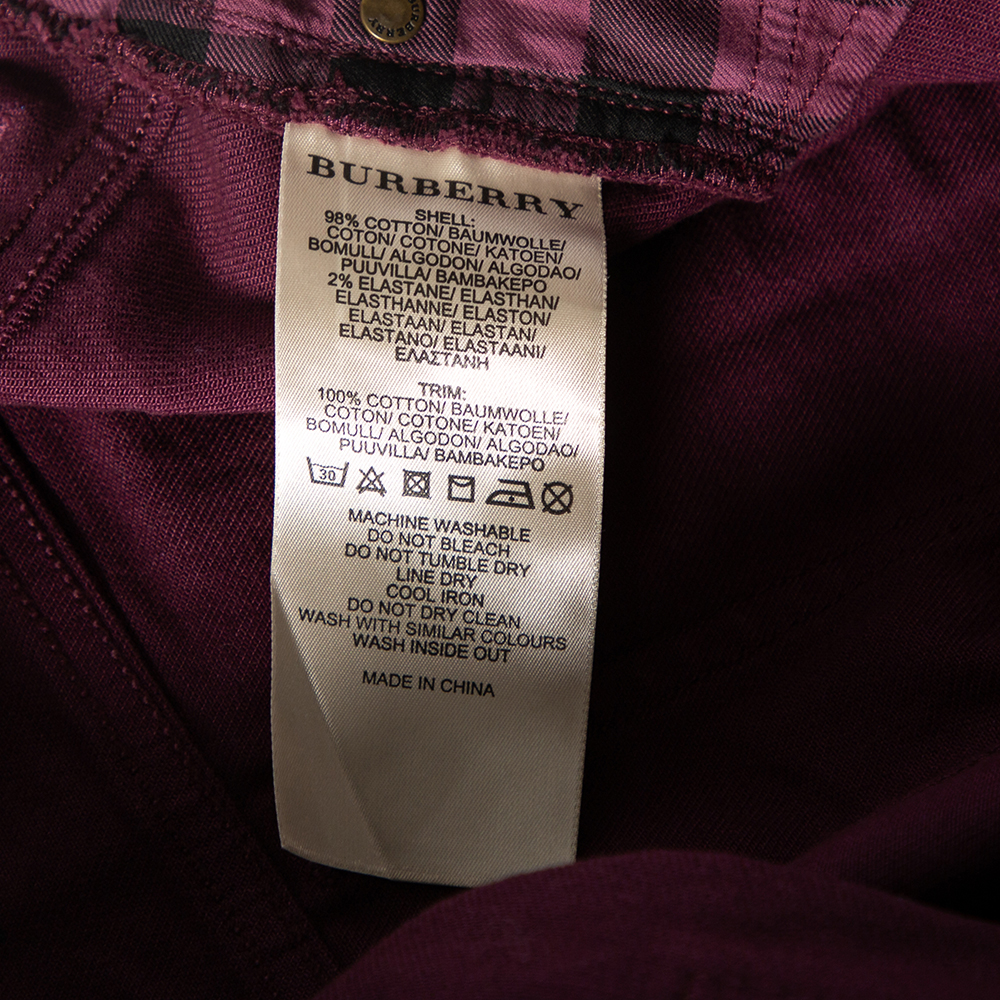 BURBERRY
BURBERRY
SHELL:
98% COTTON/ BAUMWOLLE/
COTON/ COTONE/ KATOEN/
BOMULL/ ALGODON/ ALGODAO/
PUUVILLA/ BAMBAKEPO
2% ELASTANE/ ELASTHAN/
ELASTHANNE/ ELASTON/
ELASTAAN/ ELASTAN/
ELASTANO/ ELASTAANI/
ΕΛΑΣΤΑΝΗ
TRIM:
100% COTTON/ BAUMWOLLE/
COTON/ COTONE/ KATOEN/
BOMULL/ ALGODON/ ALGODAO/
PUUVILLA/ BAMBAKEPO
30
MACHINE WASHABLE
DO NOT BLEACH
DO NOT TUMBLE DRY
LINE DRY
COOL IRON
DO NOT DRY CLEAN
WASH WITH SIMILAR COLOURS
WASH INSIDE OUT
MADE IN CHINA